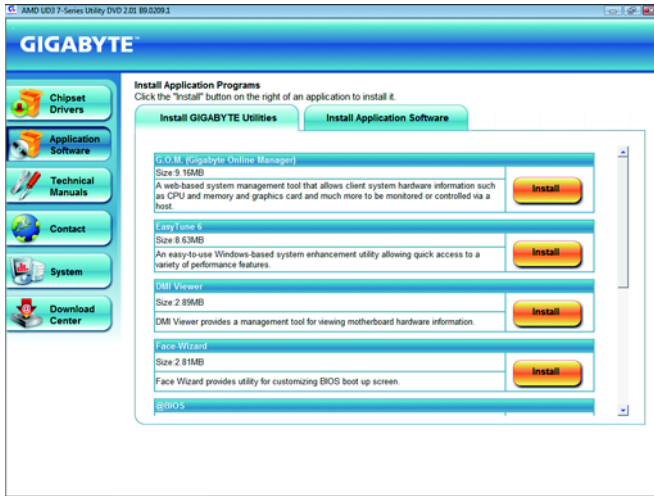 AMD UD3 7-Series Utility DVD 2.01 B9.0209.1
GIGABYTE™
Chipset
Drivers
Application
Software
Technical
Manuals
Contact
System
Download
Center
Install Application Programs
Click the "Install" button on the right of an application to install it.
Install GIGABYTE Utilities
Install Application Software
G.O.M. (Gigabyte Online Manager)
Size:9.16MB
A web-based system management tool that allows client system hardware information such
as CPU and memory and graphics card and much more to be monitored or controlled via a
host.
Install
EasyTune 6
Size:8.63MB
An easy-to-use Windows-based system enhancement utility allowing quick access to a
variety of performance features.
Install
DMI Viewer
Size:2.89MB
DMI Viewer provides a management tool for viewing motherboard hardware information.
Install
Face-Wizard
Size:2.81MB
Face Wizard provides utility for customizing BIOS boot up screen.
Install
@BIOS